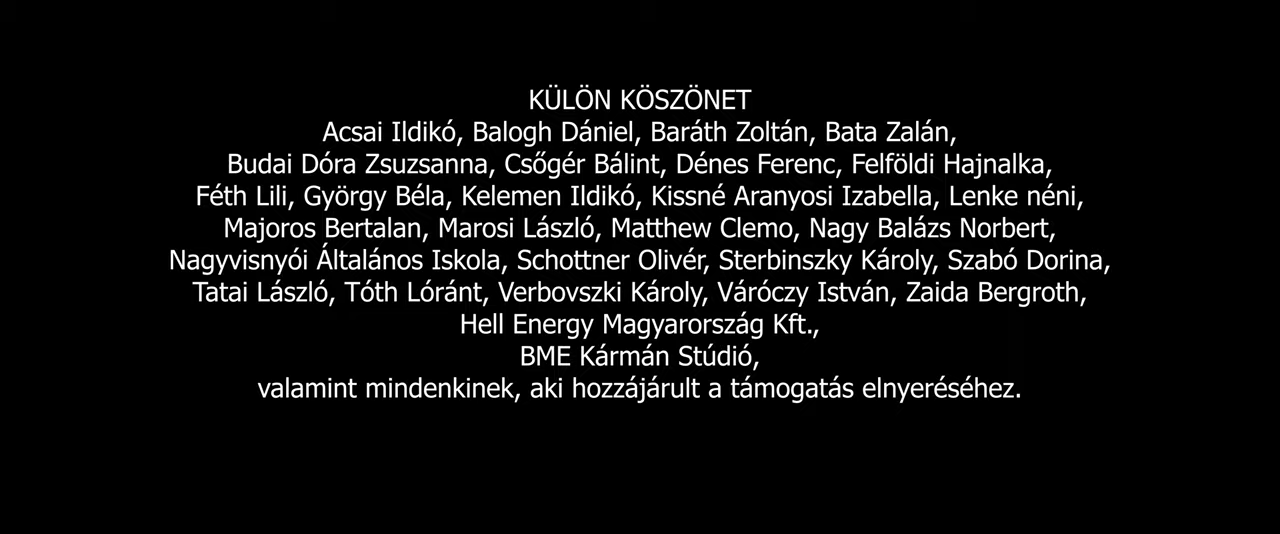 KÜLÖN KÖSZÖNET
Acsai Ildikó, Balogh Dániel, Baráth Zoltán, Bata Zalán,
Budai Dóra Zsuzsanna, Csőgér Bálint, Dénes Ferenc, Felföldi Hajnalka,
Féth Lili, György Béla, Kelemen Ildikó, Kissné Aranyosi Izabella, Lenke néni,
Majoros Bertalan, Marosi László, Matthew Clemo, Nagy Balázs Norbert,
Nagyvisnyói Általános Iskola, Schottner Olivér, Sterbinszky Károly, Szabó Dorina,
Tatai László, Tóth Lóránt, Verbovszki Károly, Váróczy István, Zaida Bergroth,
Hell Energy Magyarország Kft.,
BME Kármán Stúdió,
valamint mindenkinek, aki hozzájárult a támogatás elnyeréséhez.